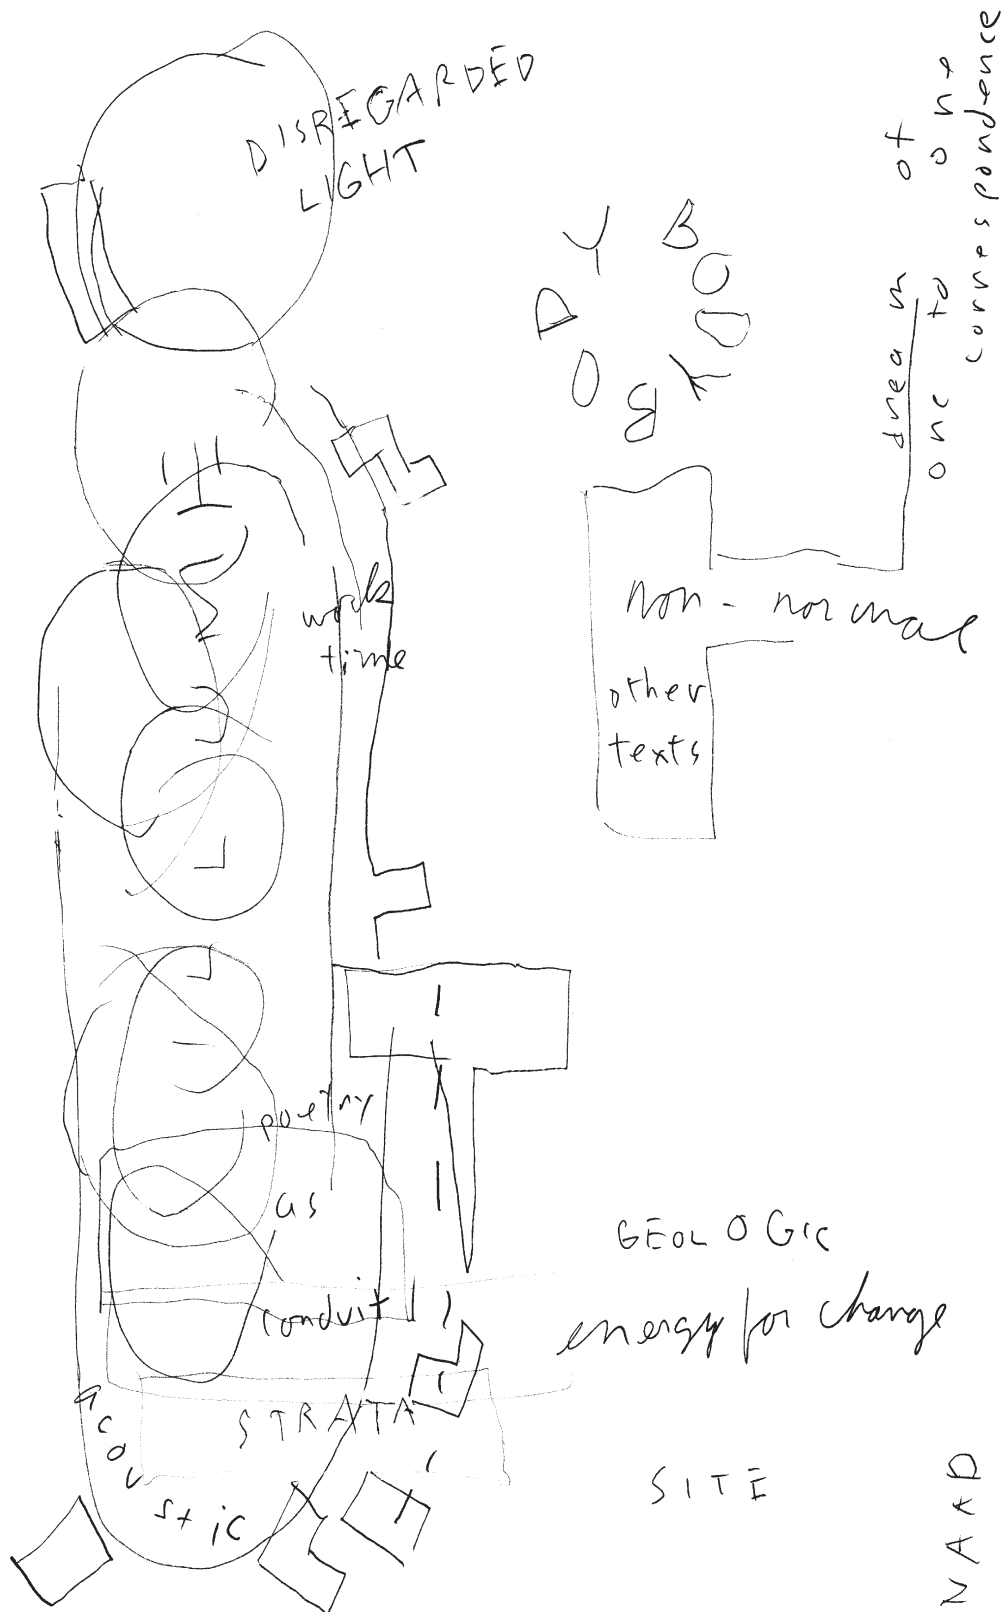 DISREGARDED
LIGHT
BODY
BODY
dream of
one to one
correspondence
non-normal
other
texts
work
time
poetry
as
conduit
GEOLOGIC
energy for change
STRATA
acoustic
SITE
NAAD